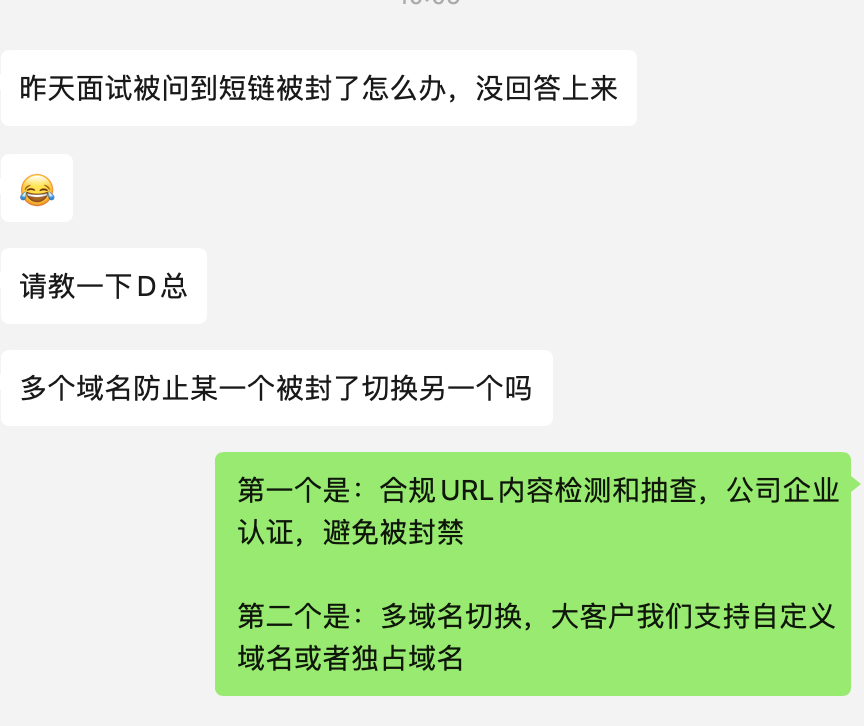 昨天面试被问到短链被封了怎么办，没回答上来
😂
请教一下D总
多个域名防止某一个被封了切换另一个吗
第一个是：合规URL内容检测和抽查，公司企业
认证，避免被封禁
第二个是：多域名切换，大客户我们支持自定义
域名或者独占域名